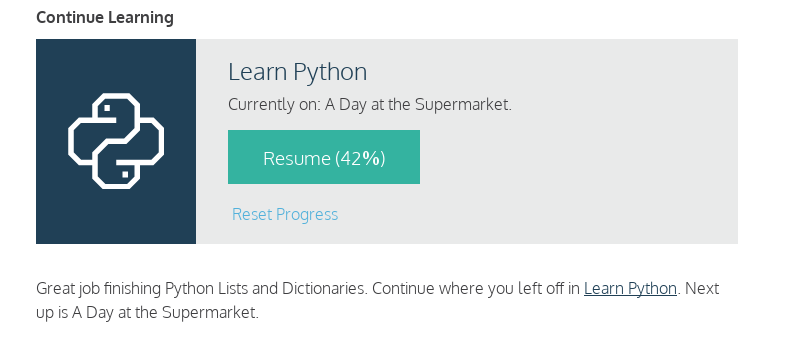 Continue Learning
Learn Python
Currently on: A Day at the Supermarket.
Resume (42%)
Reset Progress
Great job finishing Python Lists and Dictionaries. Continue where you left off in Learn Python. Next
up is A Day at the Supermarket.